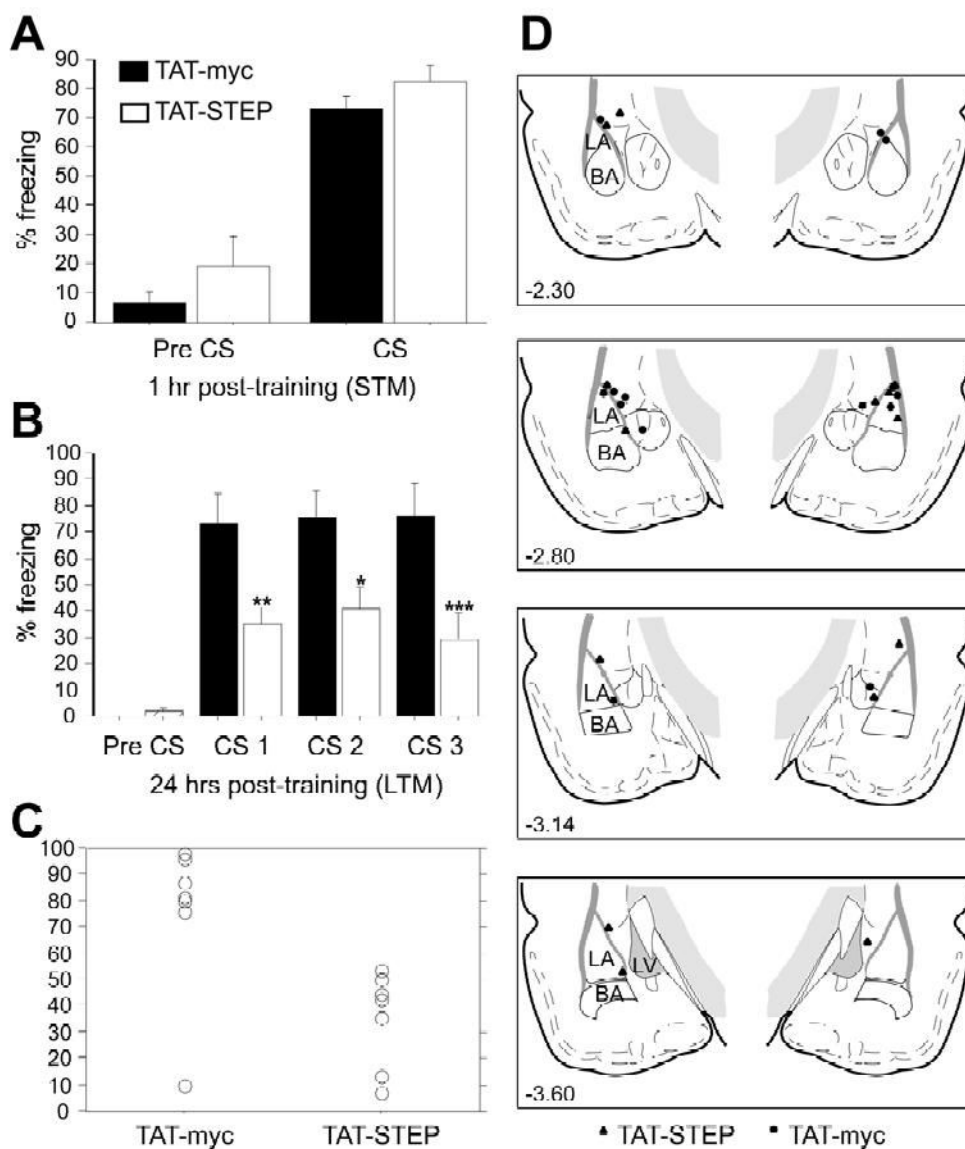 A
90
80
70
60
50
40
30
20
10
0
% freezing
TAT-myc
TAT-STEP
Pre CS CS
1 hr post-training (STM)
B
100
90
80
70
60
50
40
30
20
10
0
% freezing
** * ***
Pre CS CS 1 CS 2 CS 3
24 hrs post-training (LTM)
C
100
90
80
70
60
50
40
30
20
10
0
TAT-myc TAT-STEP
D
LA
BA
-2.30
LA
BA
-2.80
LA
BA
-3.14
LA LV
BA
-3.60
TAT-STEP TAT-myc